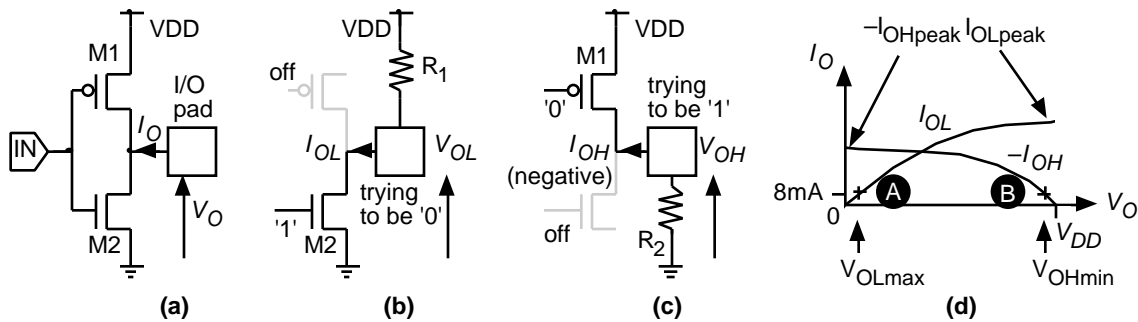 VDD
M1
I/O
pad
IN
I_O
V_O
M2
(a)
VDD
off
R1
I_OL
V_OL
trying
to be '0'
'1'
M2
(b)
VDD
M1
trying
to be '1'
'0'
I_OH
(negative)
V_OH
off
R2
(c)
–I_OHpeak I_OLpeak
I_O
I_OL
–I_OH
8mA
A
B
0
V_O
V_DD
V_OLmax
V_OHmin
(d)